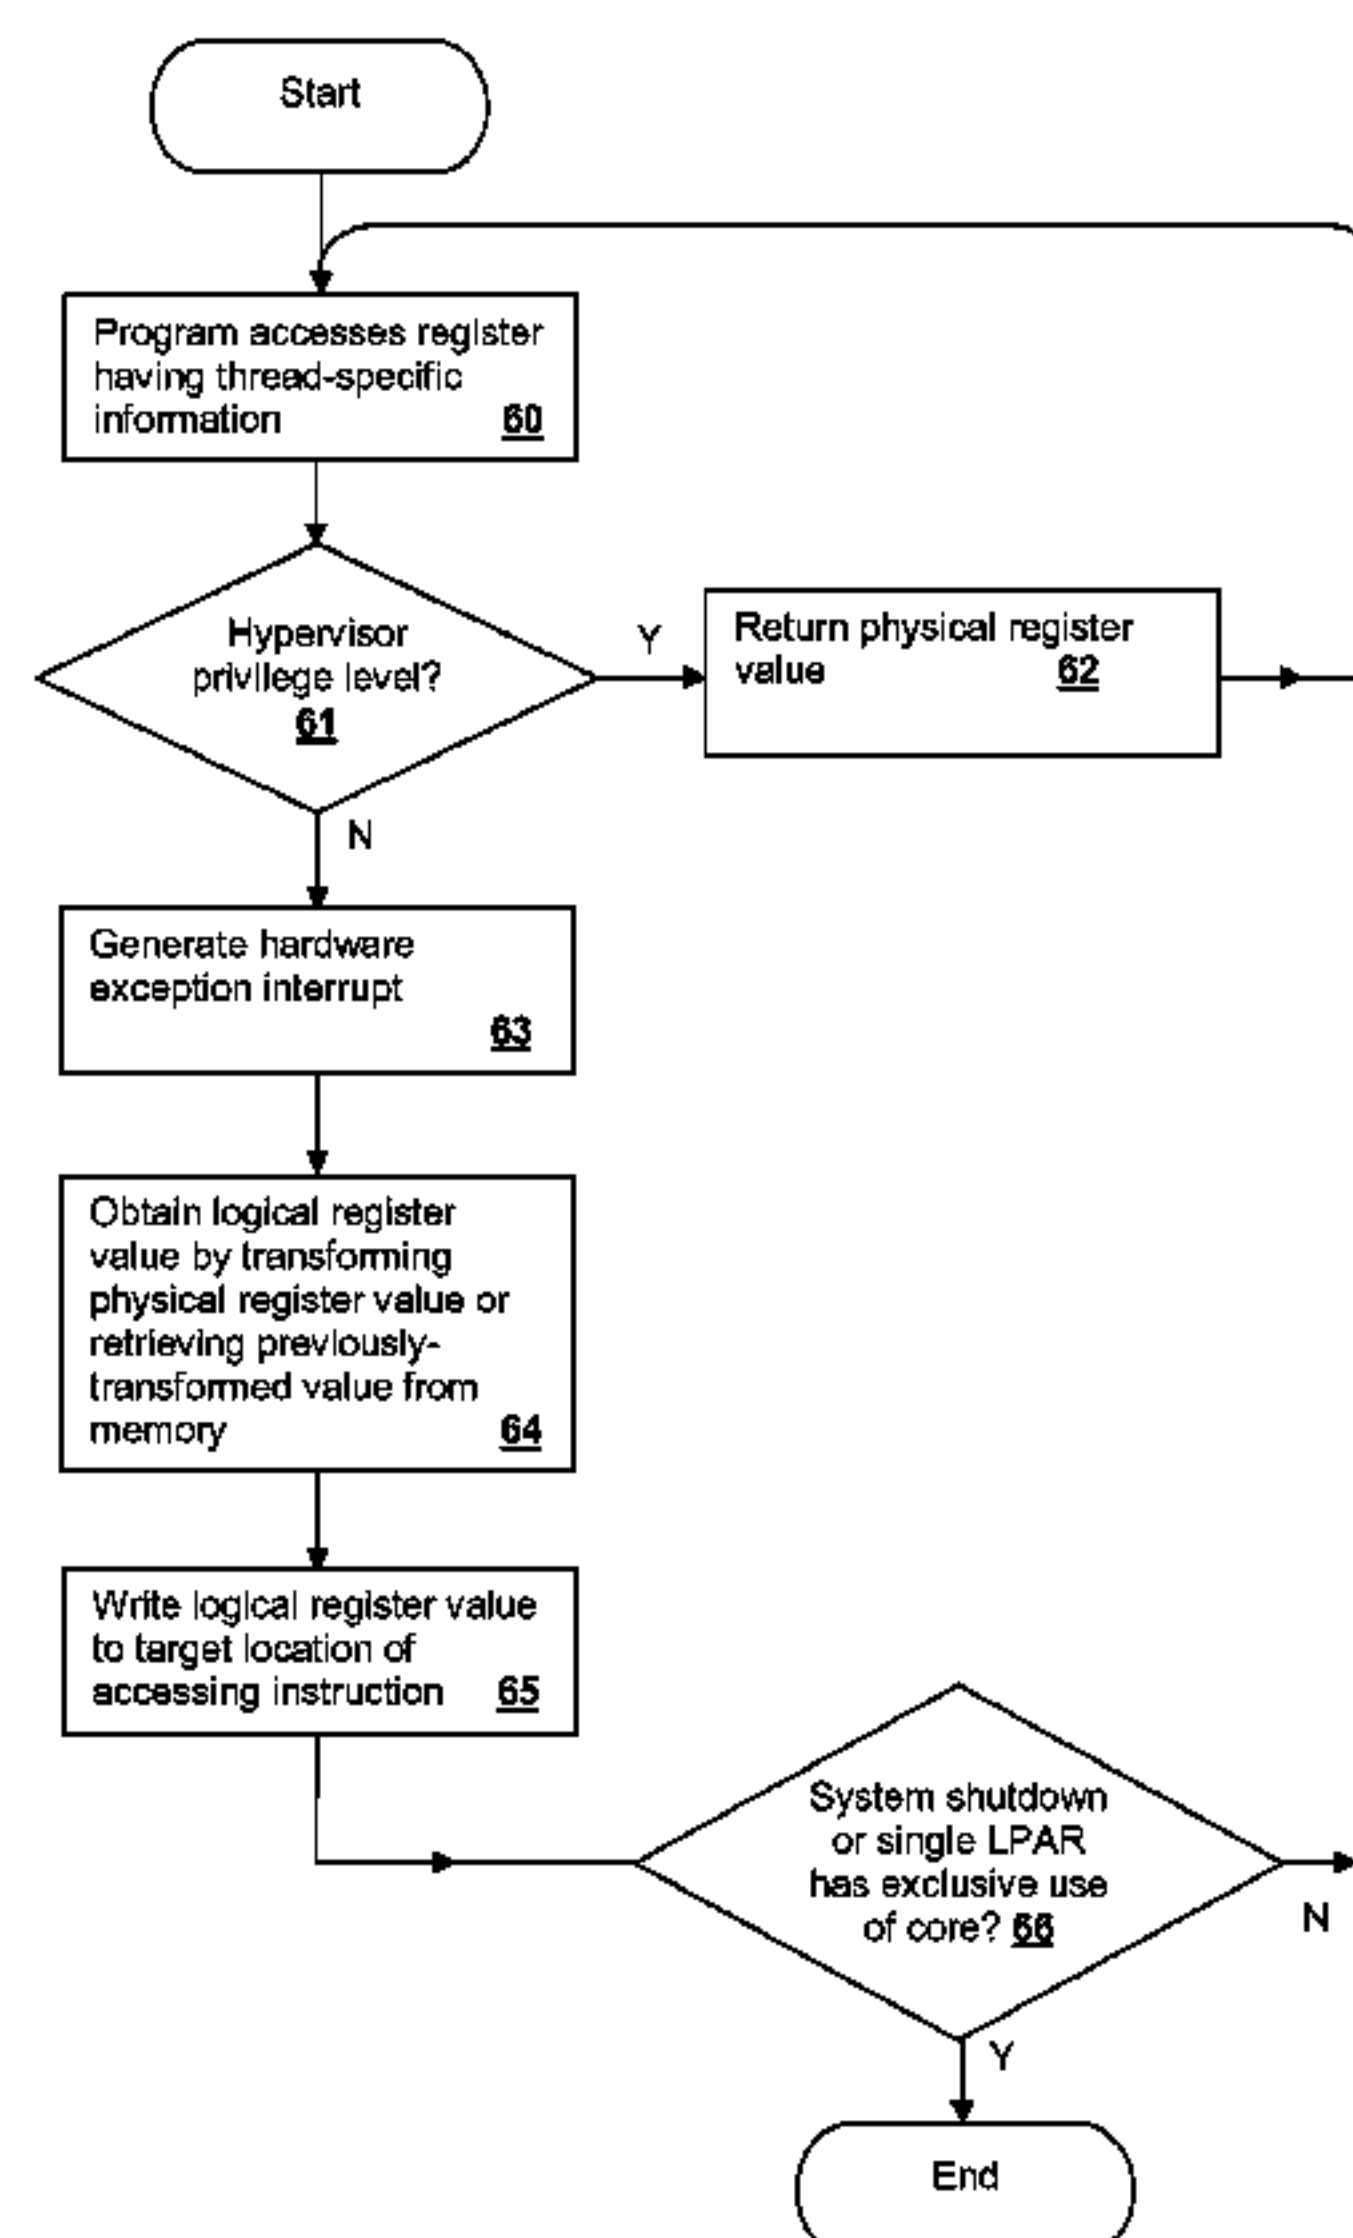 Start
Program accesses register
having thread-specific
information 60
Hypervisor
privilege level?
61
Y
Return physical register
value 62
N
Generate hardware
exception interrupt
63
Obtain logical register
value by transforming
physical register value or
retrieving previously-
transformed value from
memory 64
Write logical register value
to target location of
accessing instruction 65
System shutdown
or single LPAR
has exclusive use
of core? 66
N
Y
End